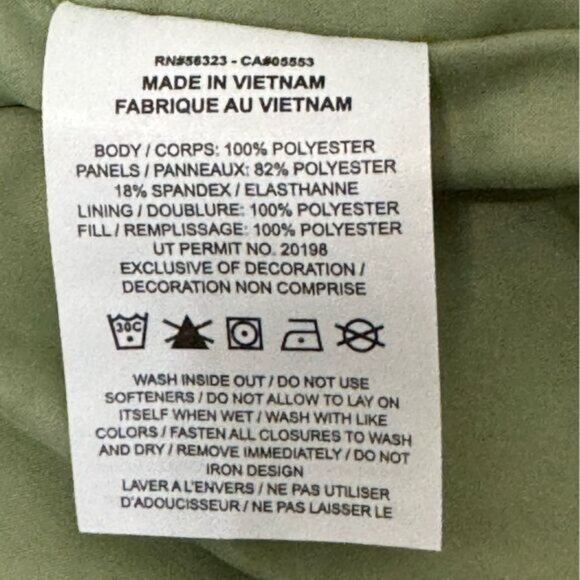 RN#56323 - CA#05553
MADE IN VIETNAM
FABRIQUE AU VIETNAM
BODY / CORPS: 100% POLYESTER
PANELS / PANNEAUX: 82% POLYESTER
18% SPANDEX / ELASTHANNE
LINING / DOUBLURE: 100% POLYESTER
FILL / REMPLISSAGE: 100% POLYESTER
UT PERMIT NO. 20198
EXCLUSIVE OF DECORATION /
DECORATION NON COMPRISE
30C
WASH INSIDE OUT / DO NOT USE
SOFTENERS / DO NOT ALLOW TO LAY ON
ITSELF WHEN WET / WASH WITH LIKE
COLORS / FASTEN ALL CLOSURES TO WASH
AND DRY / REMOVE IMMEDIATELY / DO NOT
IRON DESIGN
LAVER A L'ENVERS / NE PAS UTILISER
D'ADOUCISSEUR / NE PAS LAISSER LE